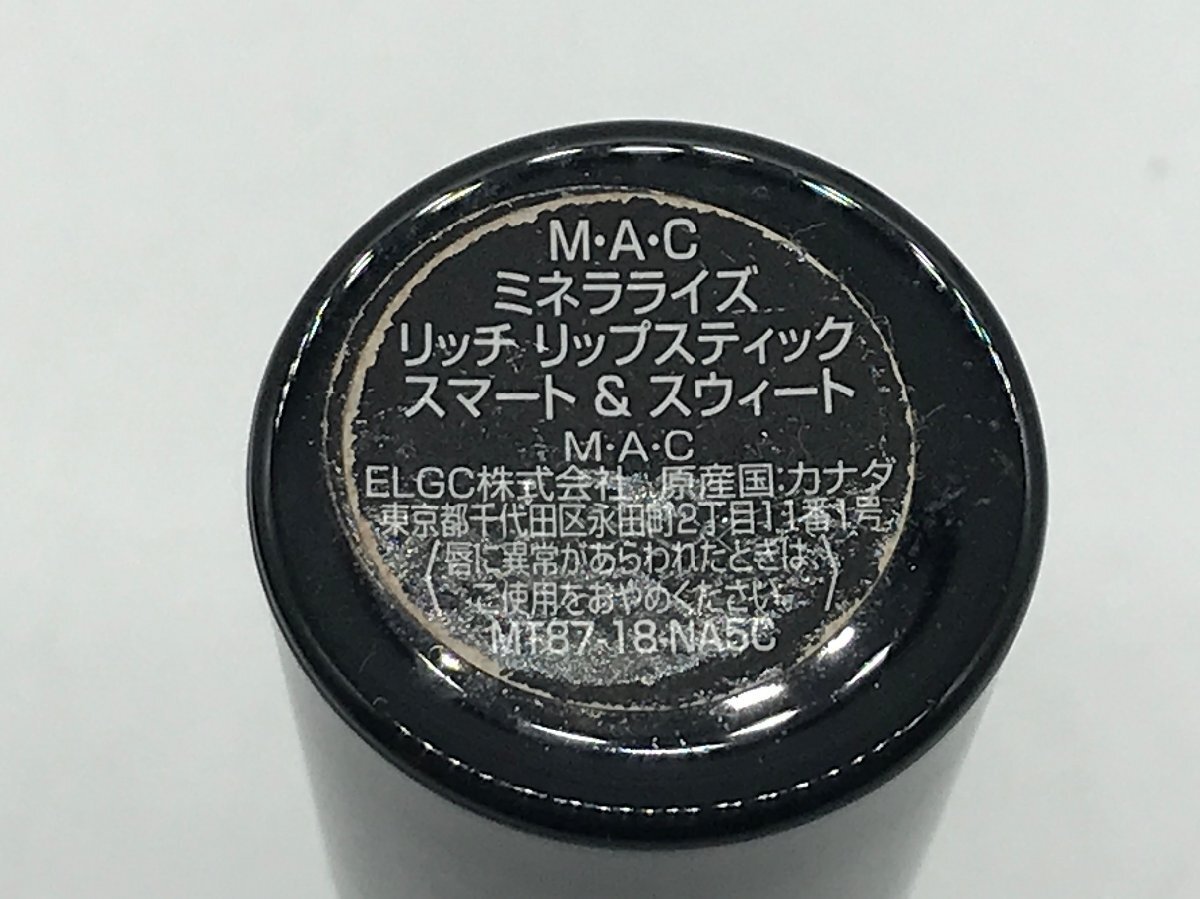 M・A・C
ミネラライズ
リッチ リップスティック
スマート & スウィート
M・A・C
ELGC株式会社 原産国:カナダ
東京都千代田区永田町2丁目11番1号
(唇に異常があらわれたときは
ご使用をおやめください。)
MT87-18-NA5C